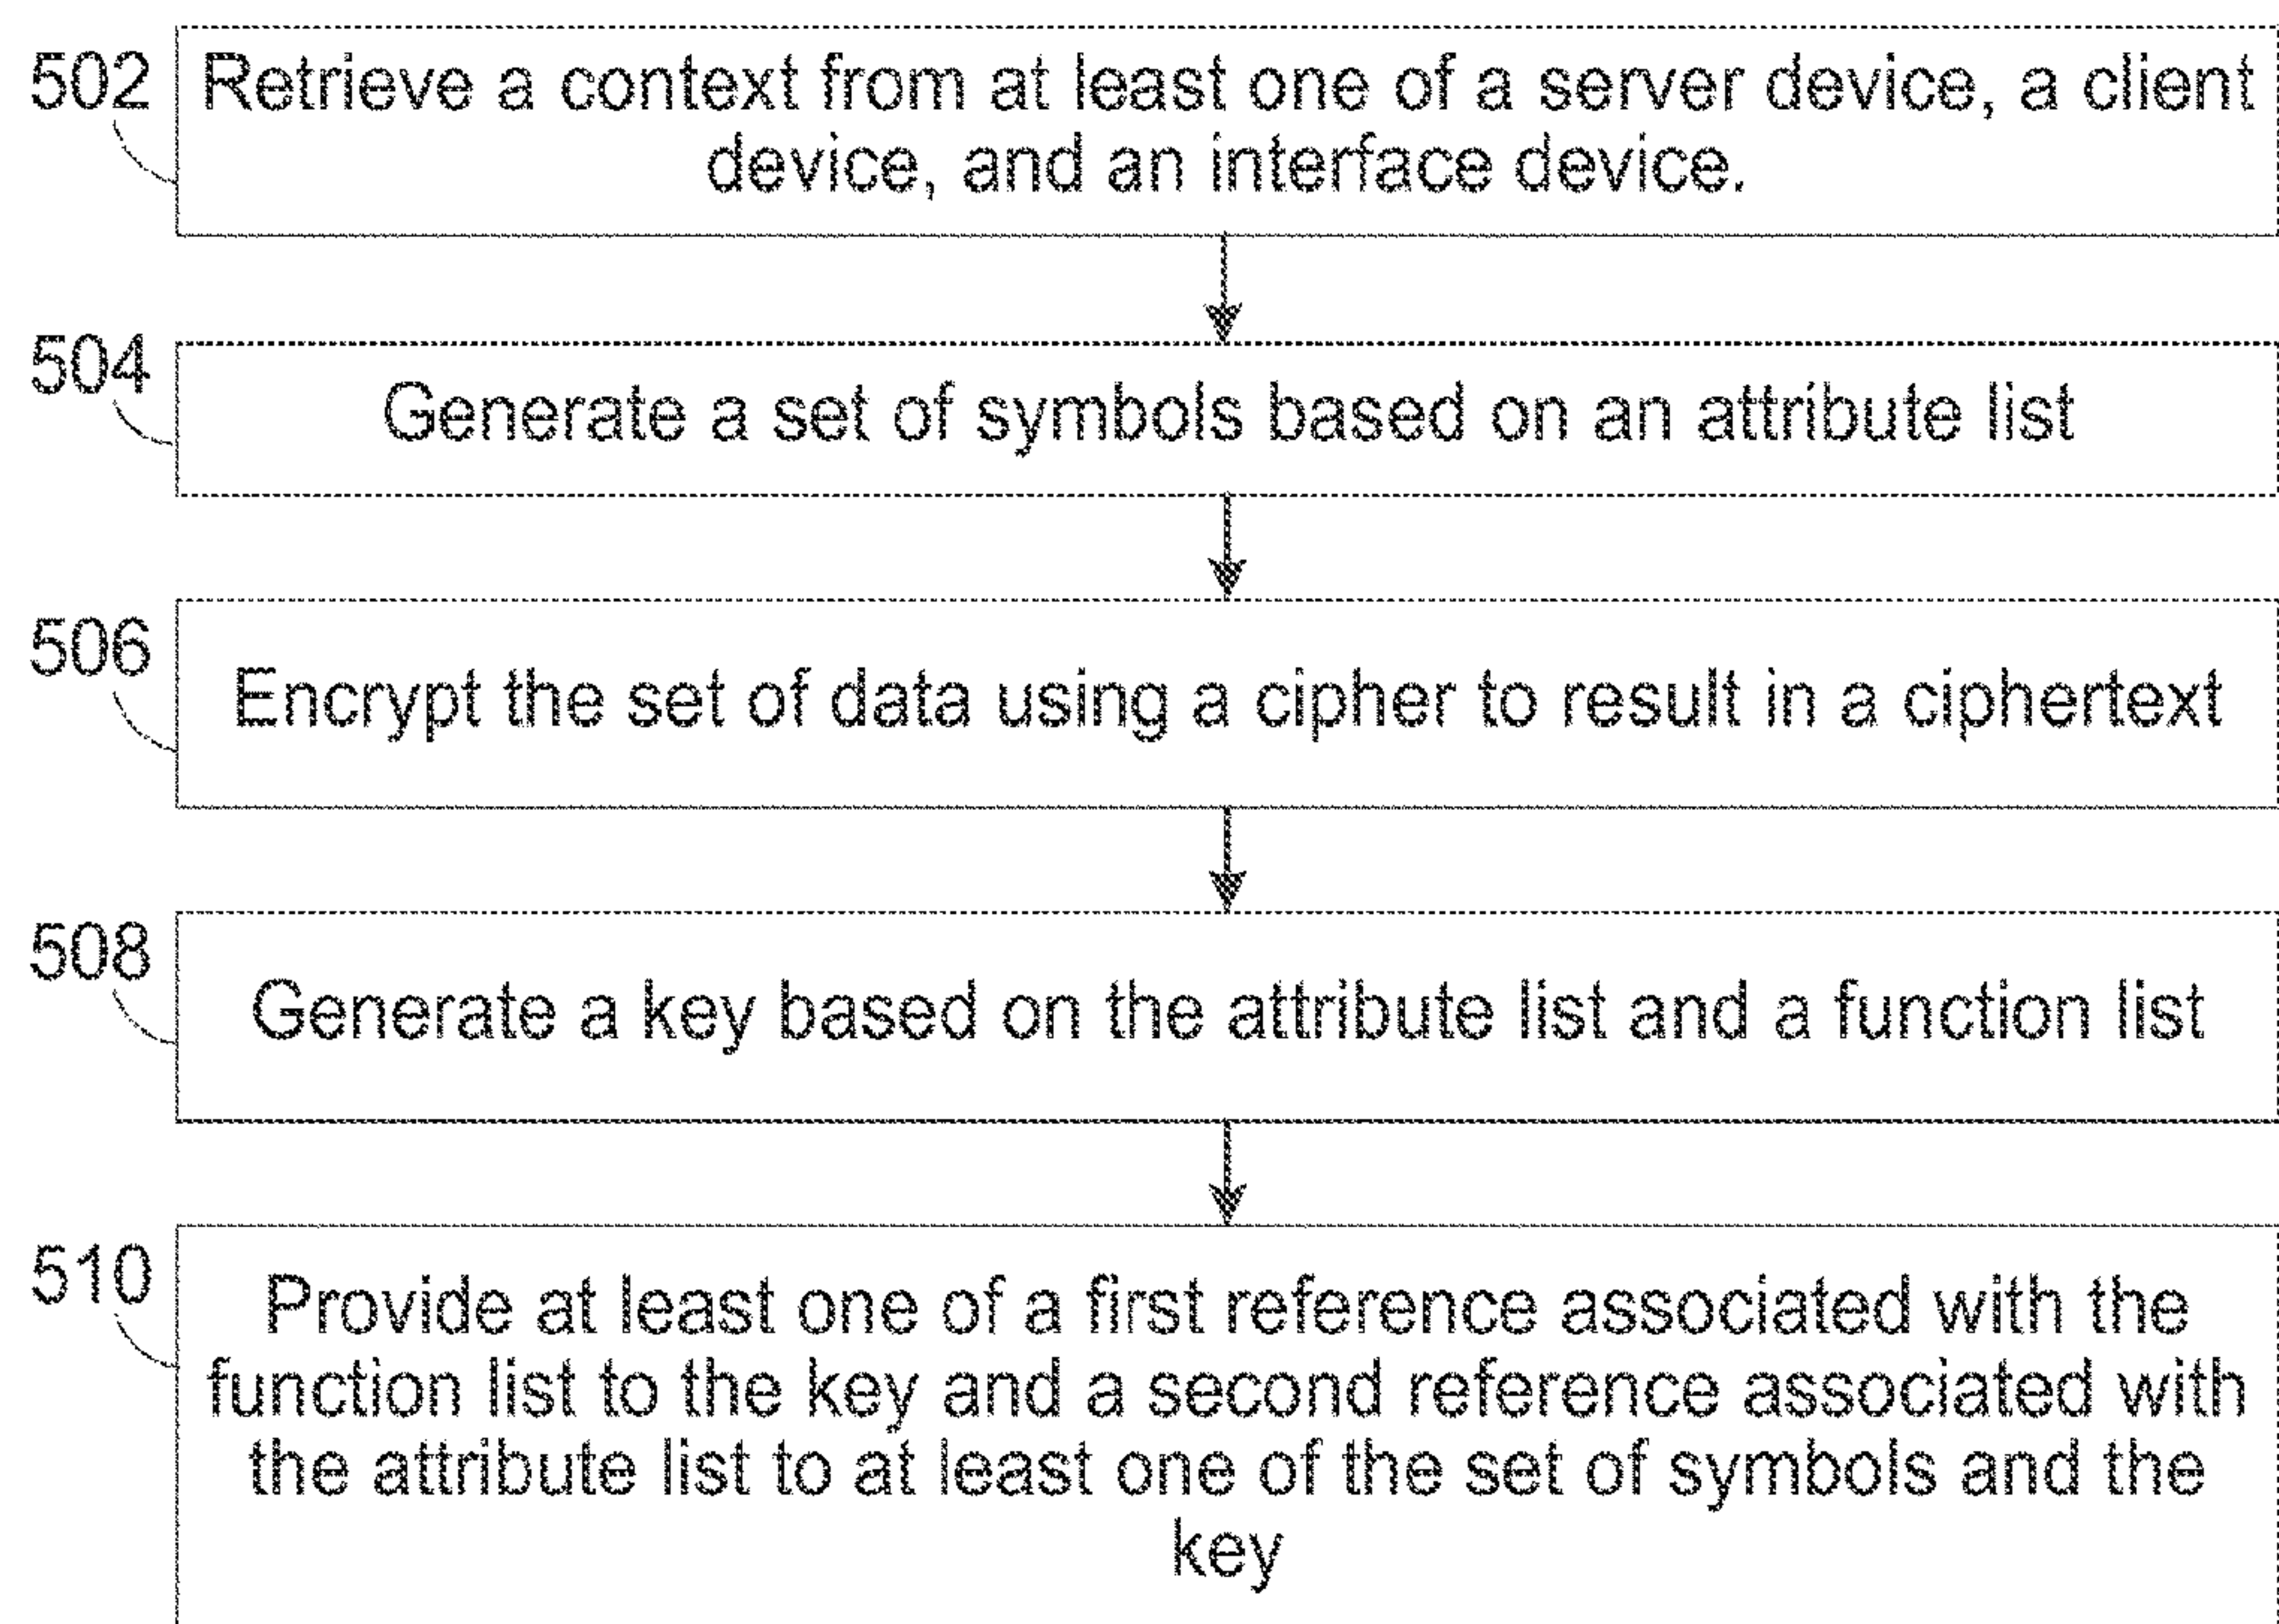 502
Retrieve a context from at least one of a server device, a client
device, and an interface device.
504
Generate a set of symbols based on an attribute list
506
Encrypt the set of data using a cipher to result in a ciphertext
508
Generate a key based on the attribute list and a function list
510
Provide at least one of a first reference associated with the
function list to the key and a second reference associated with
the attribute list to at least one of the set of symbols and the
key